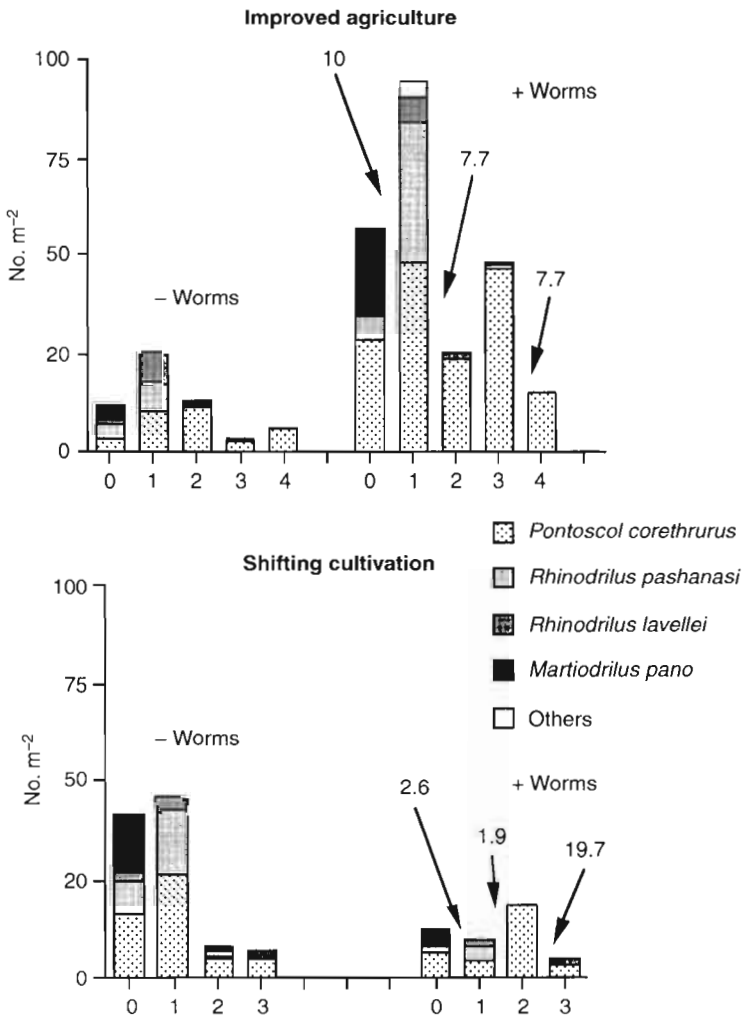 Improved agriculture
100
75
50
20
0
No. m⁻²
– Worms
+ Worms
10
7.7
7.7
0 1 2 3 4 0 1 2 3 4
Pontoscol corethrurus
Rhinodrilus pashanasi
Rhinodrilus lavellei
Martiodrilus pano
Others
Shifting cultivation
100
75
50
20
0
No. m⁻²
– Worms
+ Worms
2.6
1.9
19.7
0 1 2 3 0 1 2 3